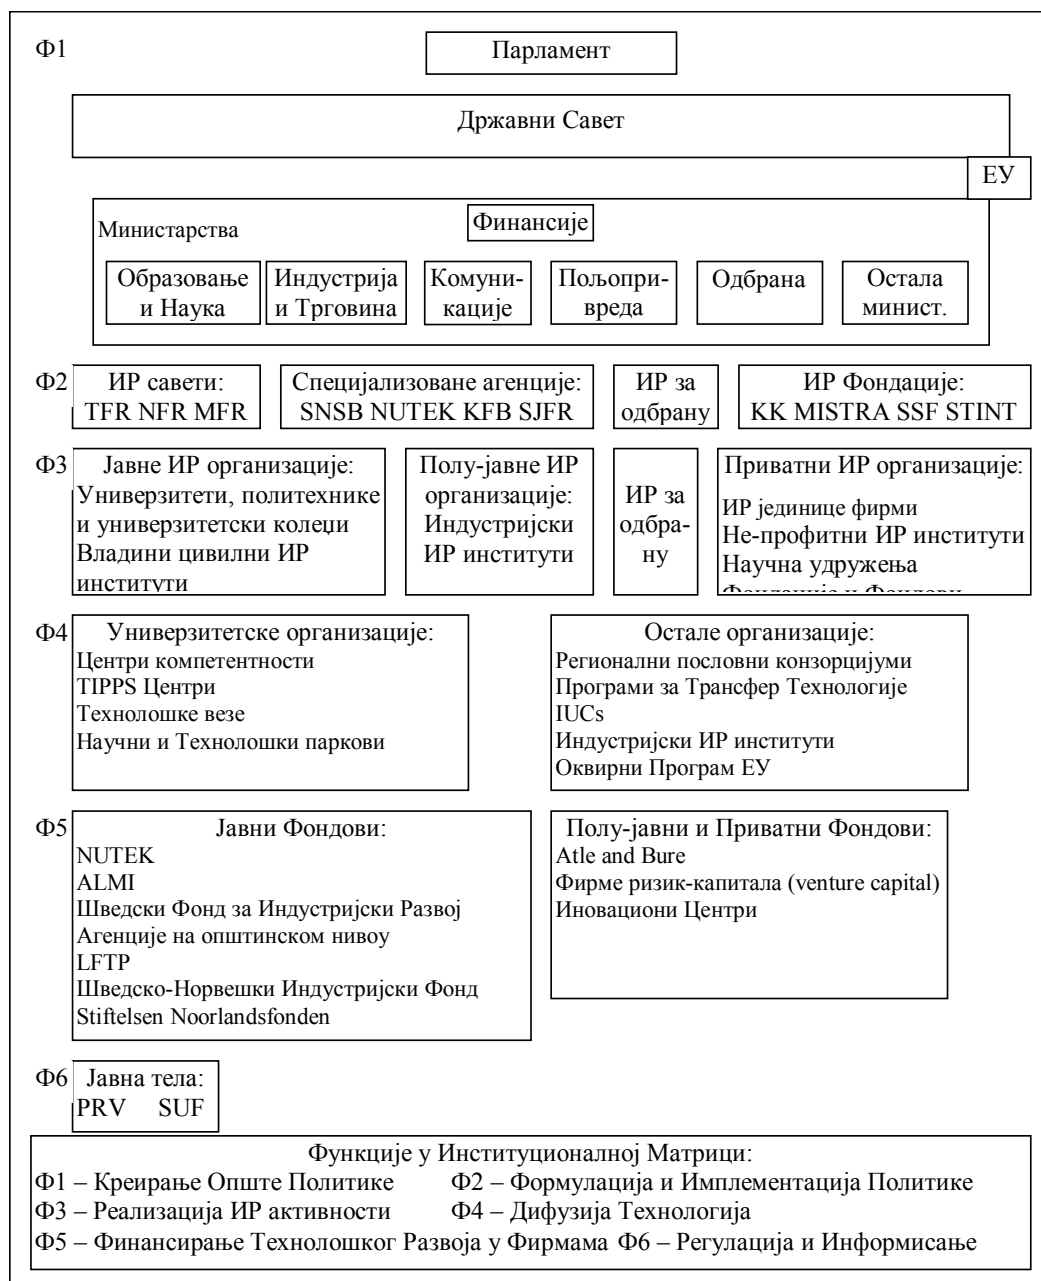 Ф1
Парламент
Државни Савет
ЕУ
Министарства
Финансије
Образовање
и Наука
Индустрија
и Трговина
Комуни-
кације
Пољопри-
вреда
Одбрана
Остала
минист.
Ф2
ИР савети:
TFR NFR MFR
Специјализоване агенције:
SNSB NUTEK KFB SJFR
ИР за
одбрану
ИР Фондације:
KK MISTRA SSF STINT
Ф3
Јавне ИР организације:
Универзитети, политехнике
и универзитетски колеџи
Владини цивилни ИР
институти
Полу-јавне ИР
организације:
Индустријски
ИР институти
ИР за
одбра-
ну
Приватни ИР организације:
ИР јединице фирми
Не-профитни ИР институти
Научна удружења
Фондације и Фондови
Ф4
Универзитетске организације:
Центри компетентности
TIPPS Центри
Технолошке везе
Научни и Технолошки паркови
Остале организације:
Регионални пословни конзорцијуми
Програми за Трансфер Технологије
IUCs
Индустријски ИР институти
Оквирни Програм ЕУ
Ф5
Јавни Фондови:
NUTEK
ALMI
Шведски Фонд за Индустријски Развој
Агенције на општинском нивоу
LFTP
Шведско-Норвешки Индустријски Фонд
Stiftelsen Noorlandsfonden
Полу-јавни и Приватни Фондови:
Atle and Bure
Фирме ризик-капитала (venture capital)
Иновациони Центри
Ф6
Јавна тела:
PRV SUF
Функције у Институционалној Матрици:
Ф1 – Креирање Опште Политике Ф2 – Формулација и Имплементација Политике
Ф3 – Реализација ИР активности Ф4 – Дифузија Технологија
Ф5 – Финансирање Технолошког Развоја у Фирмама Ф6 – Регулација и Информисање